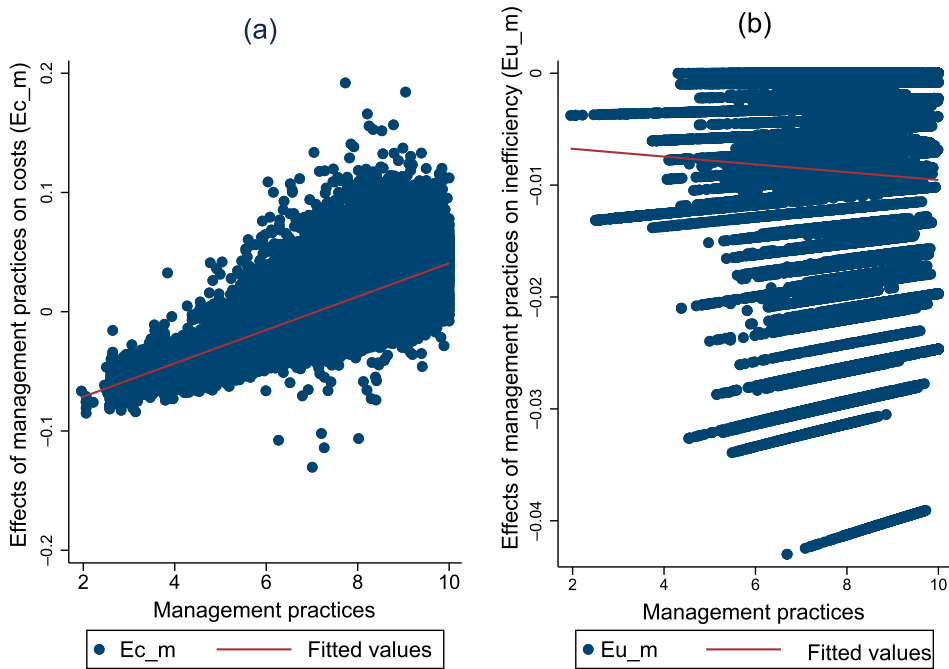 (a)
Effects of management practices on costs (Ec_m)
0.2
0.1
0
−0.1
−0.2
2 4 6 8 10
Management practices
Ec_m Fitted values
(b)
Effects of management practices on inefficiency (Eu_m)
0
−0.01
−0.02
−0.03
−0.04
2 4 6 8 10
Management practices
Eu_m Fitted values